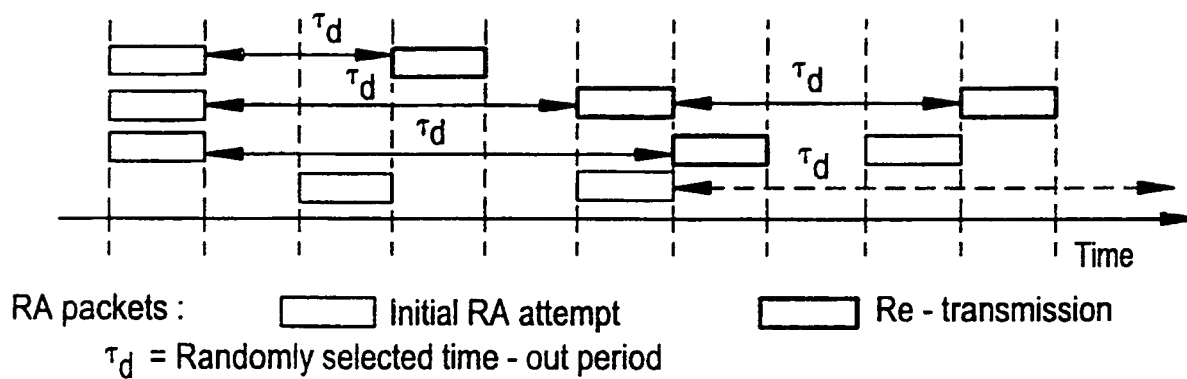 τd
τd
τd
τd
τd
Time
RA packets : Initial RA attempt Re - transmission
τd = Randomly selected time - out period